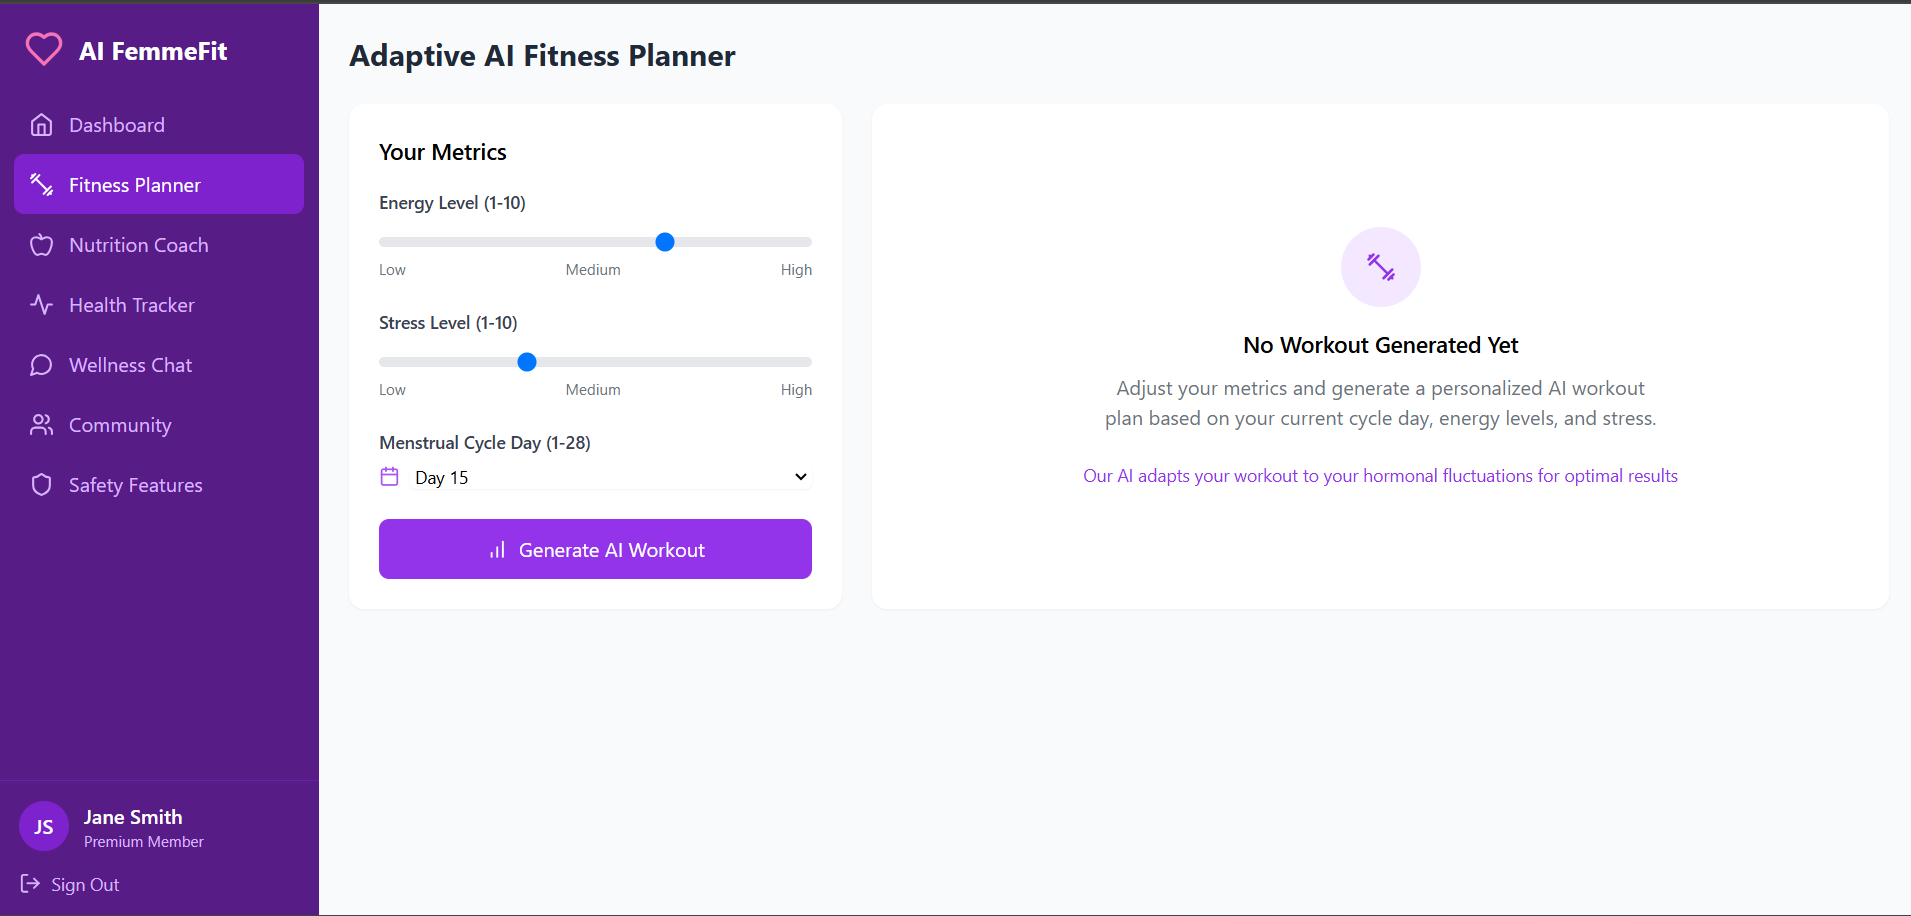 AI FemmeFit
Dashboard
Fitness Planner
Nutrition Coach
Health Tracker
Wellness Chat
Community
Safety Features
JS
Jane Smith
Premium Member
Sign Out
Adaptive AI Fitness Planner
Your Metrics
Energy Level (1-10)
Low Medium High
Stress Level (1-10)
Low Medium High
Menstrual Cycle Day (1-28)
Day 15
Generate AI Workout
No Workout Generated Yet
Adjust your metrics and generate a personalized AI workout
plan based on your current cycle day, energy levels, and stress.
Our AI adapts your workout to your hormonal fluctuations for optimal results